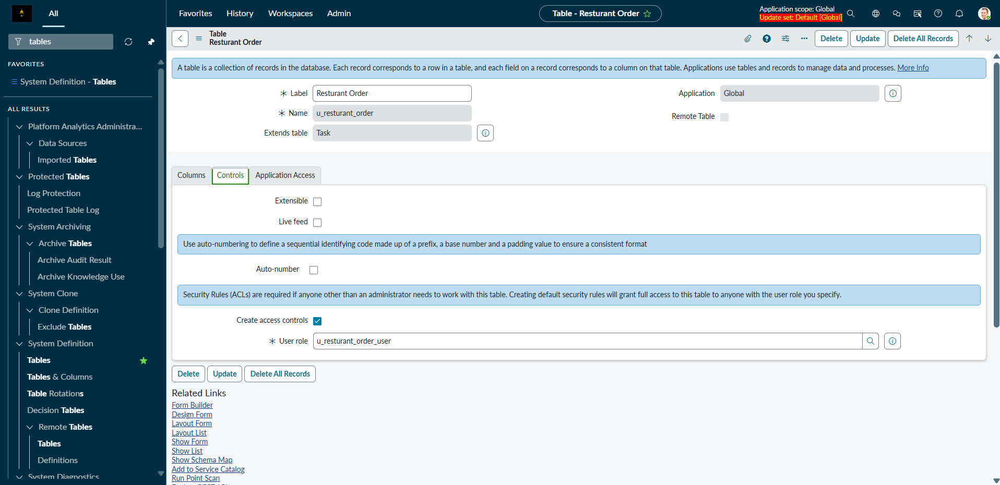 All
Favorites
History
Workspaces
Admin
Table - Resturant Order
Application scope: Global
Update set: Default [Global]
tables
FAVORITES
System Definition - Tables
ALL RESULTS
Platform Analytics Administra...
Data Sources
Imported Tables
Protected Tables
Log Protection
Protected Table Log
System Archiving
Archive Tables
Archive Audit Result
Archive Knowledge Use
System Clone
Clone Definition
Exclude Tables
System Definition
Tables
Tables & Columns
Table Rotations
Decision Tables
Remote Tables
Tables
Definitions
System Diagnostics
Table
Resturant Order
Delete
Update
Delete All Records
A table is a collection of records in the database. Each record corresponds to a row in a table, and each field on a record corresponds to a column on that table. Applications use tables and records to manage data and processes. More Info
Label
Resturant Order
Name
u_resturant_order
Extends table
Task
Application
Global
Remote Table
Columns
Controls
Application Access
Extensible
Live feed
Use auto-numbering to define a sequential identifying code made up of a prefix, a base number and a padding value to ensure a consistent format
Auto-number
Security Rules (ACLs) are required if anyone other than an administrator needs to work with this table. Creating default security rules will grant full access to this table to anyone with the user role you specify.
Create access controls
User role
u_resturant_order_user
Delete
Update
Delete All Records
Related Links
Form Builder
Design Form
Layout Form
Layout List
Show Form
Show List
Show Schema Map
Add to Service Catalog
Run Point Scan